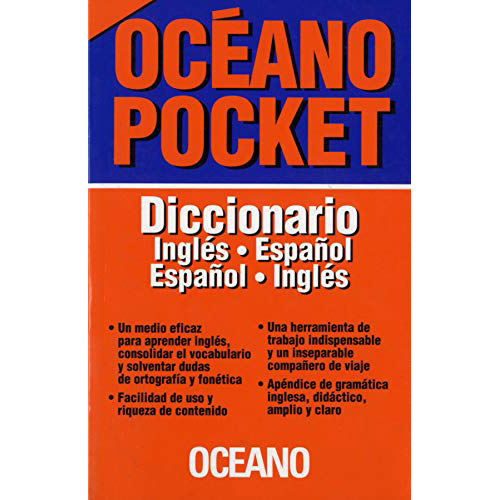 OCÉANO
POCKET
Diccionario
Inglés • Español
Español • Inglés
• Un medio eficaz
para aprender inglés,
consolidar el vocabulario
y solventar dudas
de ortografía y fonética
• Facilidad de uso y
riqueza de contenido
• Una herramienta de
trabajo indispensable
y un inseparable
compañero de viaje
• Apéndice de gramática
inglesa, didáctico,
amplio y claro
OCEANO